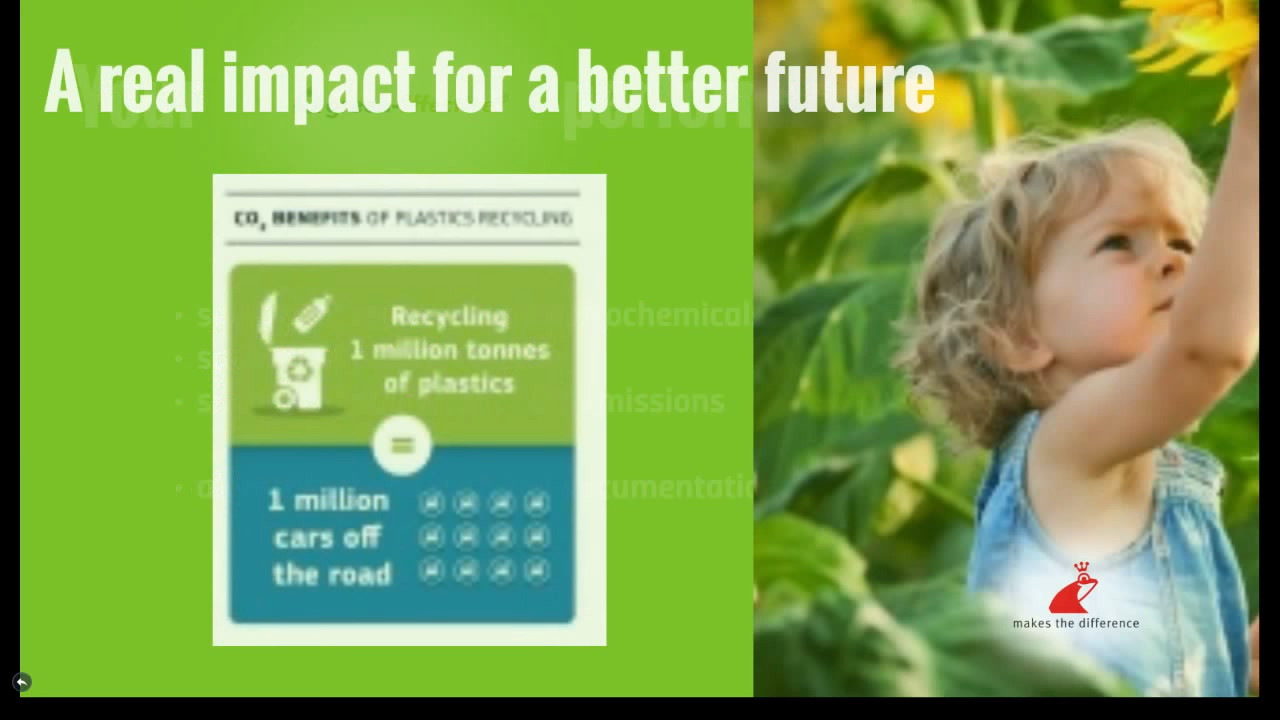 A real impact for a better future
CO₂ BENEFITS OF PLASTICS RECYCLING
Recycling
1 million tonnes
of plastics
=
1 million
cars off
the road
makes the difference